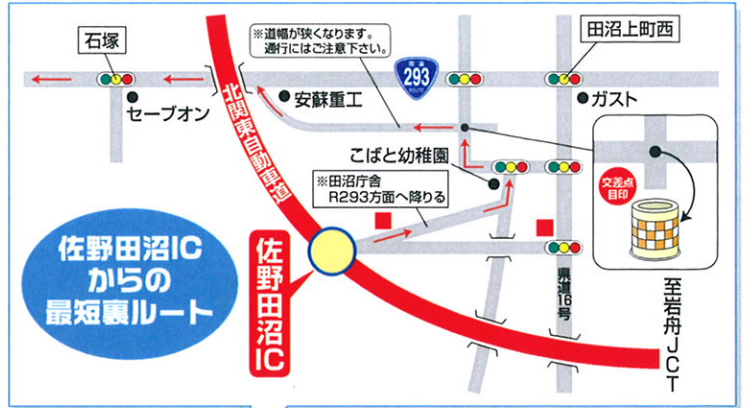 石塚
※道幅が狭くなります。
通行にはご注意下さい。
国道
293
ROUTE
田沼上町西
セーブオン
安蘇重工
ガスト
北関東自動車道
こばと幼稚園
※田沼庁舎
R293方面へ降りる
交差点
目印
佐野田沼IC
からの
最短裏ルート
佐野田沼IC
県道16号
至岩舟JCT